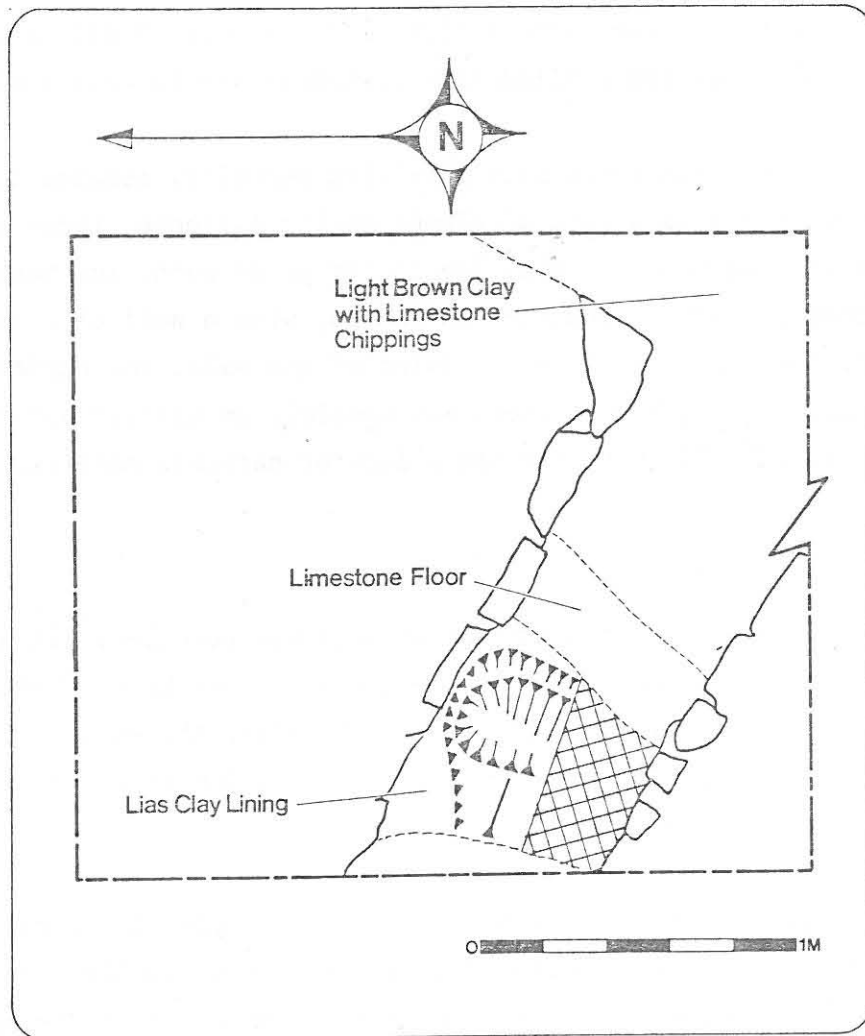 N
Light Brown Clay
with Limestone
Chippings
Limestone Floor
Lias Clay Lining
0 1M